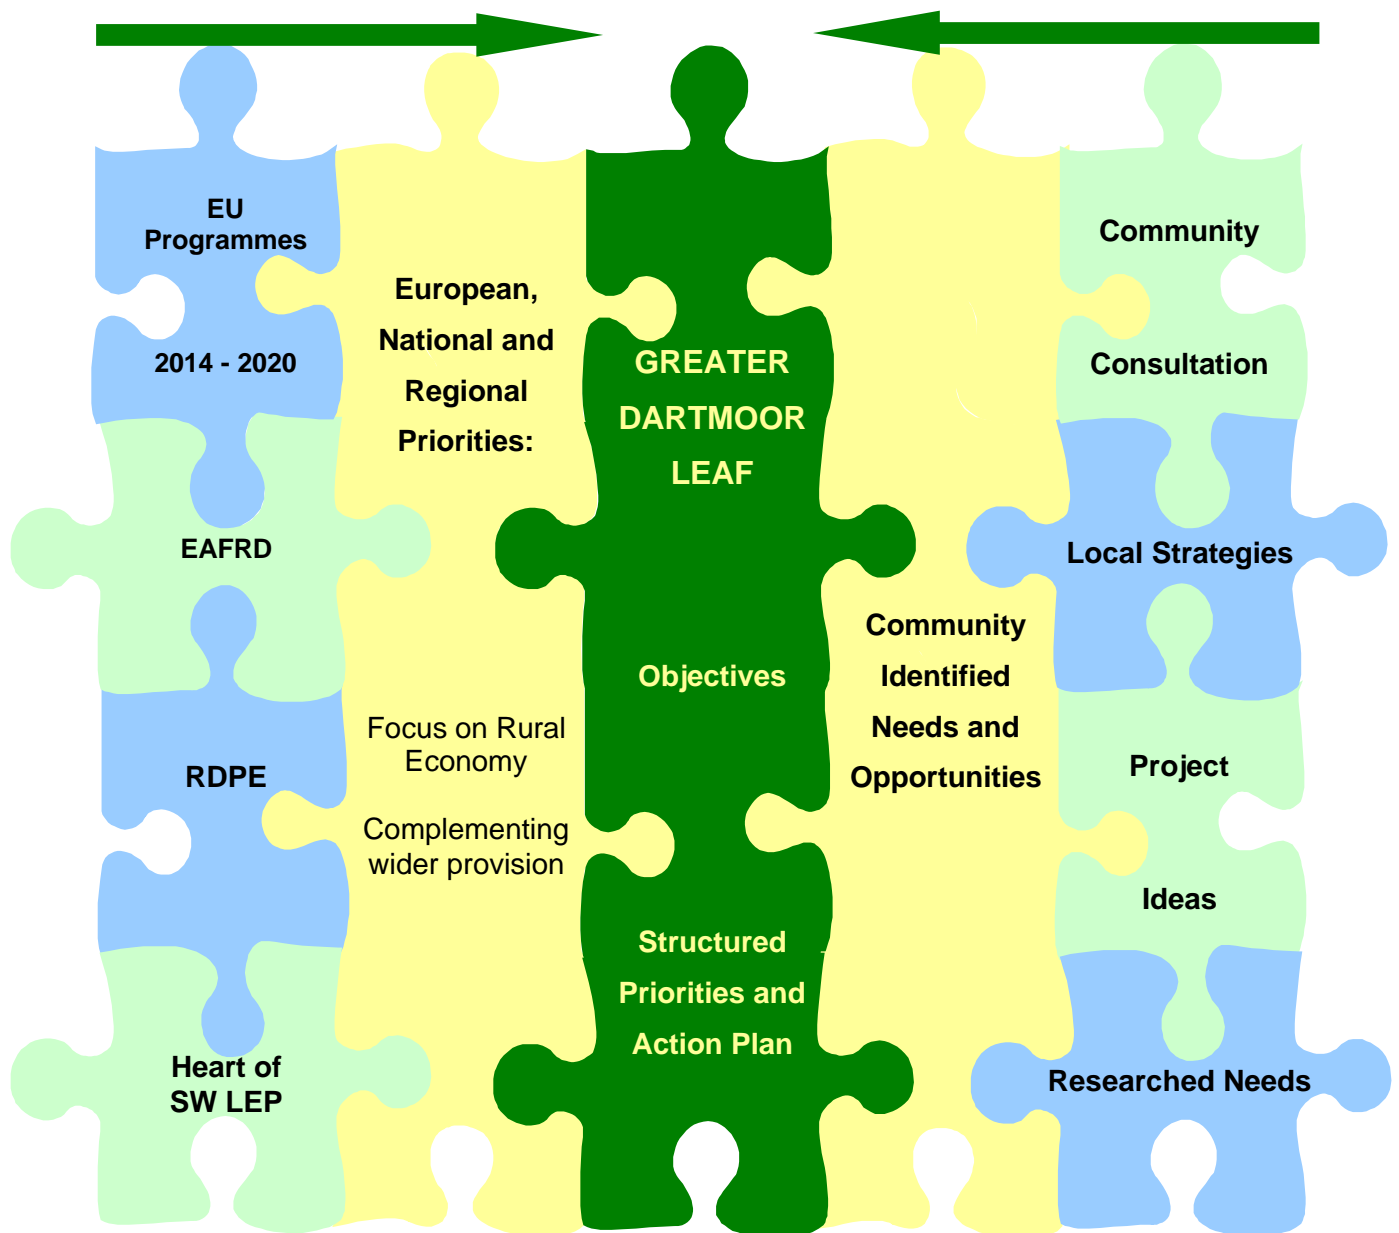 EU
Programmes
2014 - 2020
EAFRD
RDPE
Heart of
SW LEP
European,
National and
Regional
Priorities:
Focus on Rural
Economy
Complementing
wider provision
GREATER
DARTMOOR
LEAF
Objectives
Structured
Priorities and
Action Plan
Community
Identified
Needs and
Opportunities
Community
Consultation
Local Strategies
Project
Ideas
Researched Needs